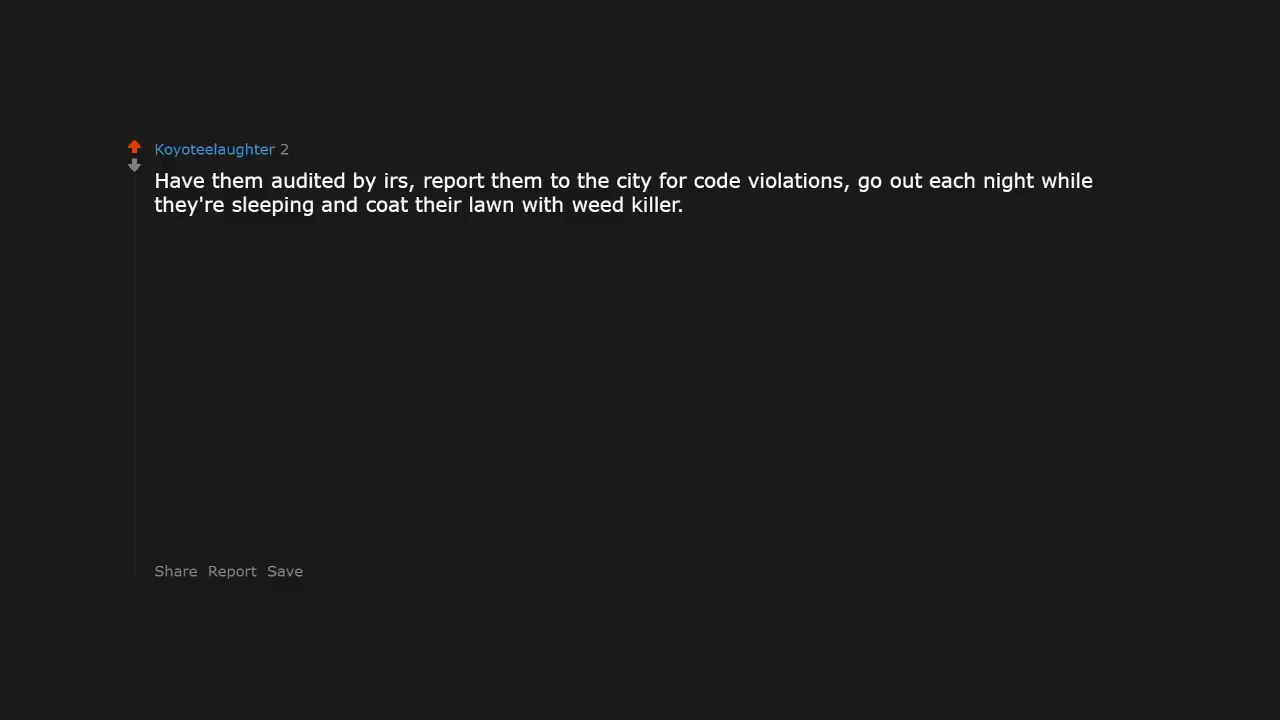 Koyoteelaughter 2
Have them audited by irs, report them to the city for code violations, go out each night while
they're sleeping and coat their lawn with weed killer.
Share Report Save